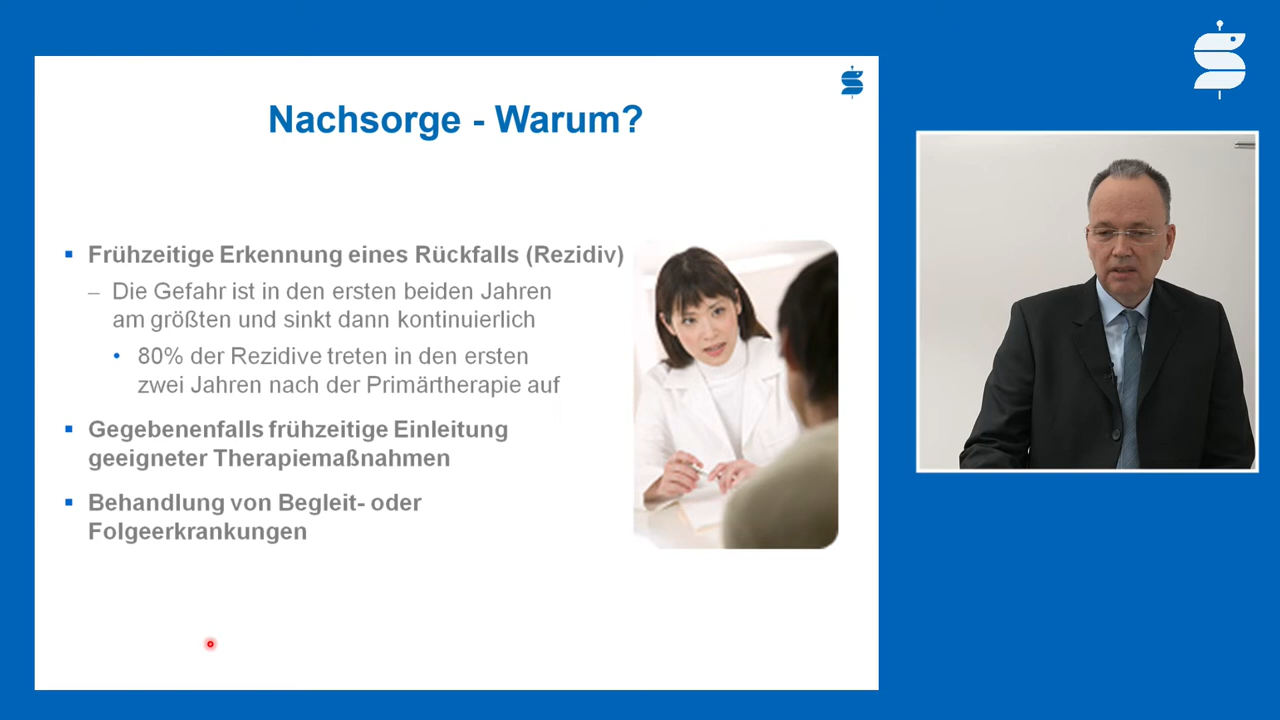 Nachsorge - Warum?
▪ Frühzeitige Erkennung eines Rückfalls (Rezidiv)
– Die Gefahr ist in den ersten beiden Jahren
am größten und sinkt dann kontinuierlich
• 80% der Rezidive treten in den ersten
zwei Jahren nach der Primärtherapie auf
▪ Gegebenenfalls frühzeitige Einleitung
geeigneter Therapiemaßnahmen
▪ Behandlung von Begleit- oder
Folgeerkrankungen